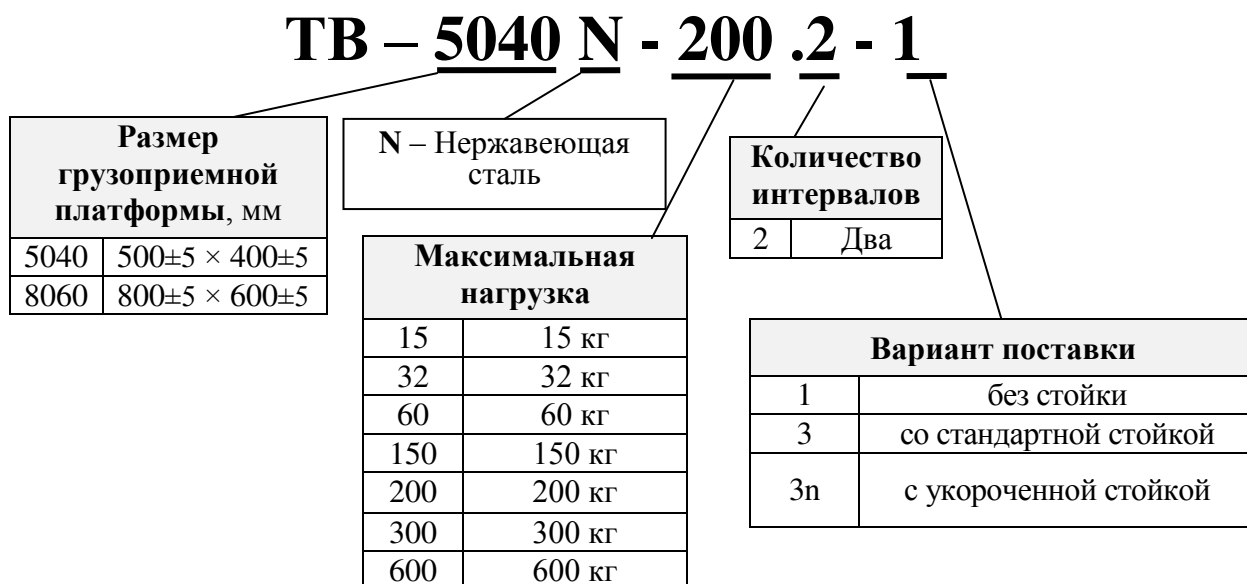 ТВ – 5040 N - 200 .2 - 1
Размер
грузоприемной
платформы, мм
5040 500±5 × 400±5
8060 800±5 × 600±5
N – Нержавеющая
сталь
Максимальная
нагрузка
15 15 кг
32 32 кг
60 60 кг
150 150 кг
200 200 кг
300 300 кг
600 600 кг
Количество
интервалов
2 Два
Вариант поставки
1 без стойки
3 со стандартной стойкой
3n с укороченной стойкой